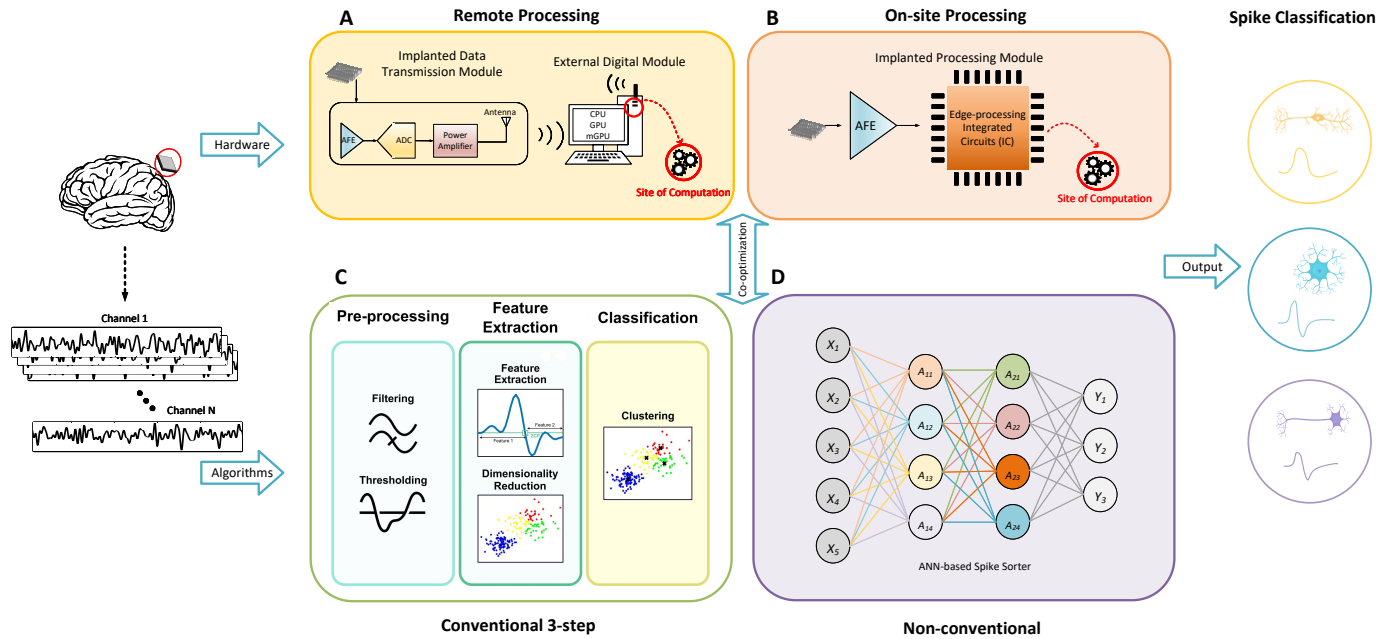 A
Remote Processing
B
On-site Processing
Spike Classification
Implanted Data
Transmission Module
External Digital Module
Antenna
AFE
ADC
Power
Amplifier
CPU
GPU
mGPU
Site of Computation
Implanted Processing Module
AFE
Edge-processing
Integrated
Circuits (IC)
Site of Computation
Hardware
Co-optimization
Output
Channel 1
Channel N
Algorithms
C
Pre-processing
Feature
Extraction
Classification
Filtering
Thresholding
Feature
Extraction
Feature 2
Feature 1
Dimensionality
Reduction
Clustering
Conventional 3-step
D
X1
X2
X3
X4
X5
A11
A12
A13
A14
A21
A22
A23
A24
Y1
Y2
Y3
ANN-based Spike Sorter
Non-conventional